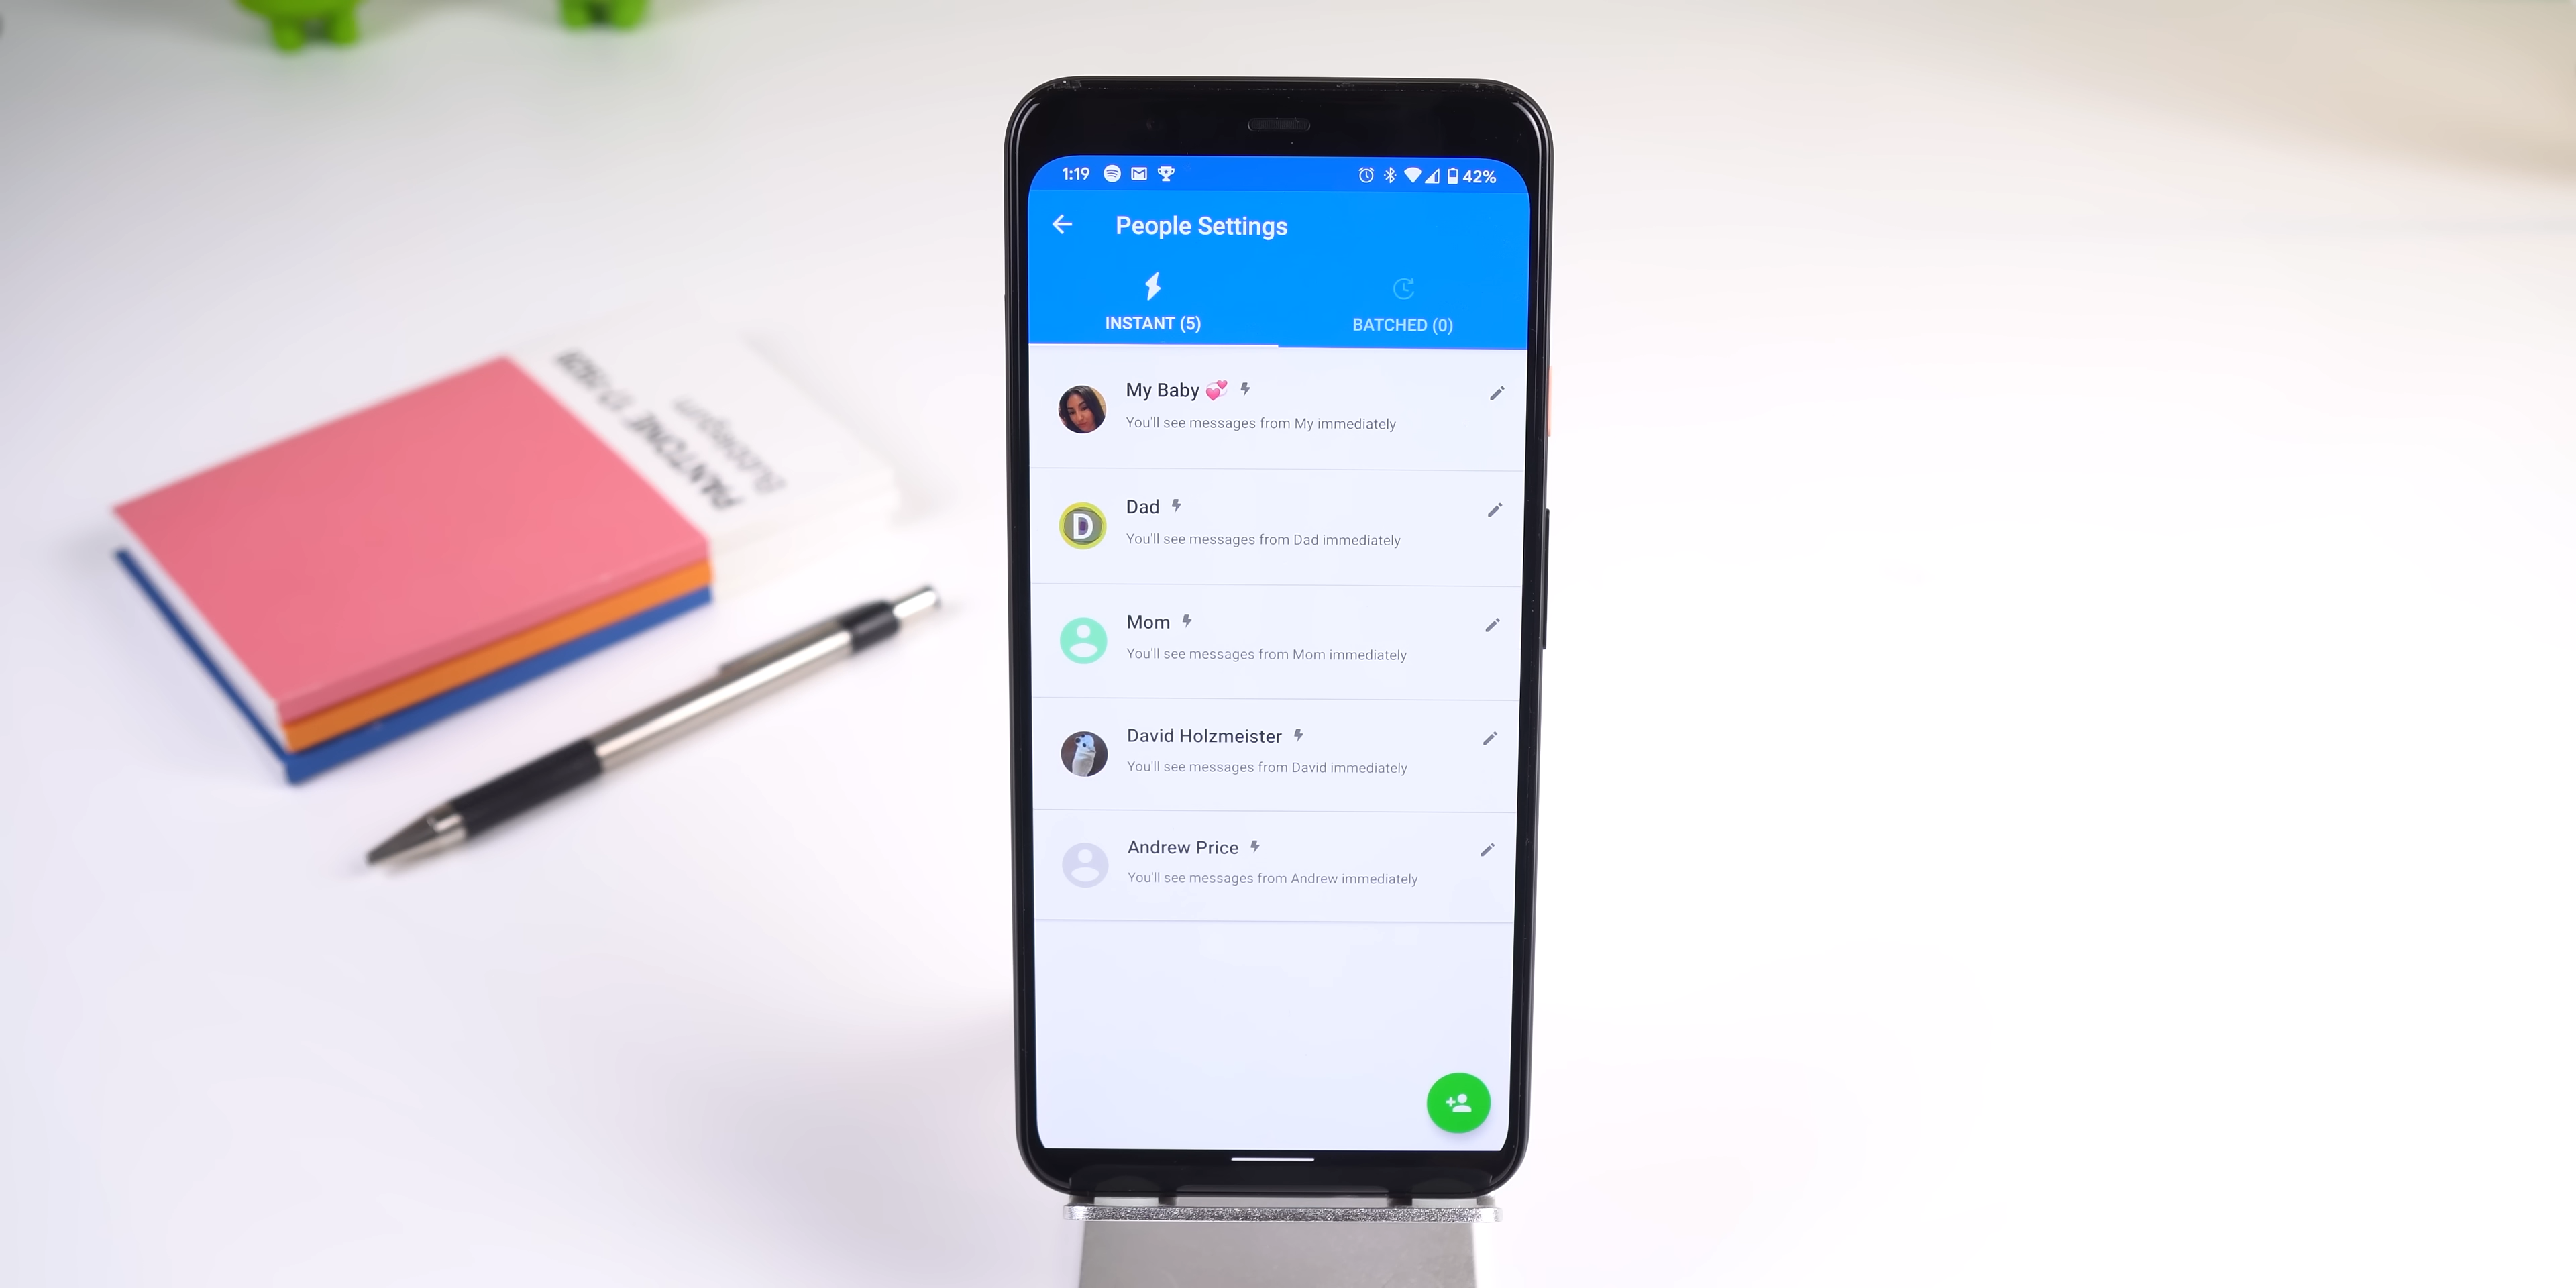 PANTONE
Bubblegum
1:19
42%
People Settings
INSTANT (5)
BATCHED (0)
My Baby 💞
You'll see messages from My immediately
D
Dad
You'll see messages from Dad immediately
Mom
You'll see messages from Mom immediately
David Holzmeister
You'll see messages from David immediately
Andrew Price
You'll see messages from Andrew immediately